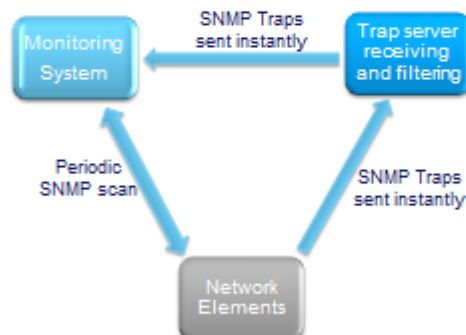 Monitoring
System
SNMP Traps
sent instantly
Trap server
receiving
and filtering
Periodic
SNMP scan
SNMP Traps
sent instantly
Network
Elements